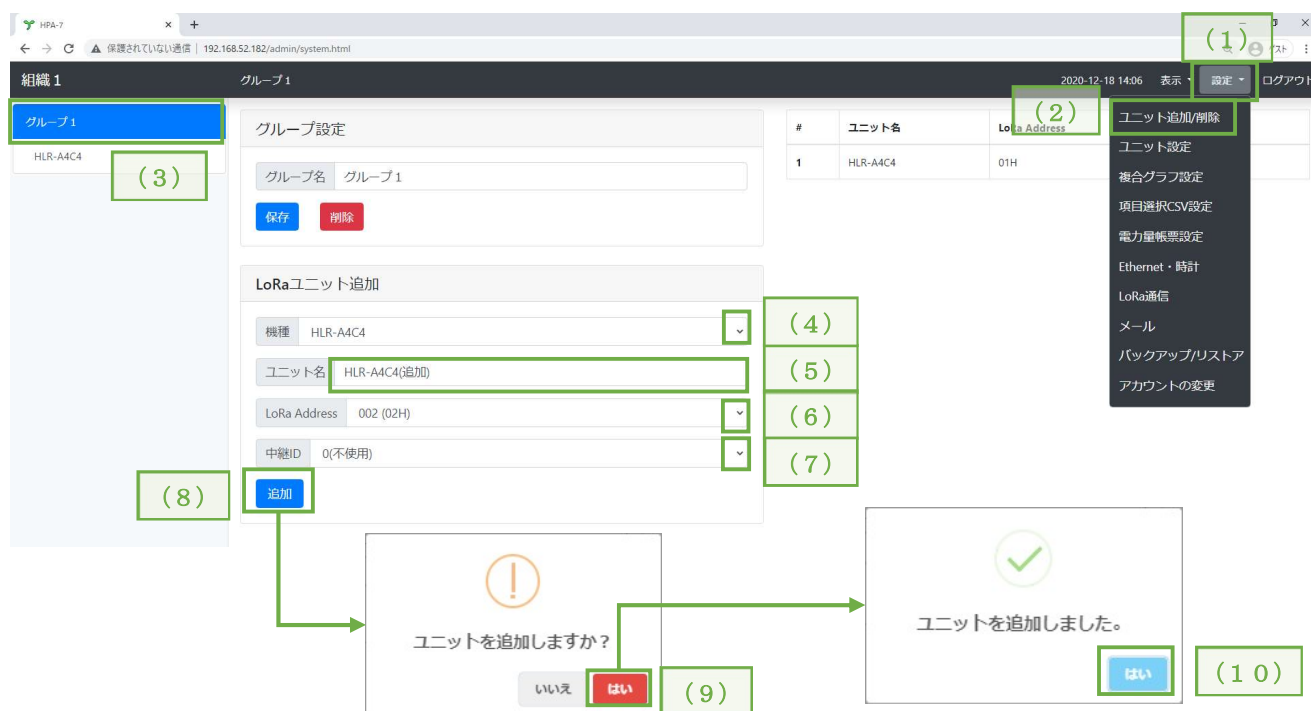 HPA-7
保護されていない通信 | 192.168.52.182/admin/system.html
(1)
組織 1
グループ 1
2020-12-18 14:06 表示 設定 ログアウト
グループ 1
HLR-A4C4
(3)
グループ設定
グループ名 グループ 1
保存 削除
# ユニット名 LoRa Address
1 HLR-A4C4 01H
(2)
ユニット追加/削除
ユニット設定
複合グラフ設定
項目選択CSV設定
電力量帳票設定
Ethernet・時計
LoRa通信
メール
バックアップ/リストア
アカウントの変更
LoRaユニット追加
機種 HLR-A4C4
(4)
ユニット名 HLR-A4C4(追加)
(5)
LoRa Address 002 (02H)
(6)
中継ID 0(不使用)
(7)
(8)
追加
ユニットを追加しますか?
いいえ はい
(9)
ユニットを追加しました。
はい
(10)